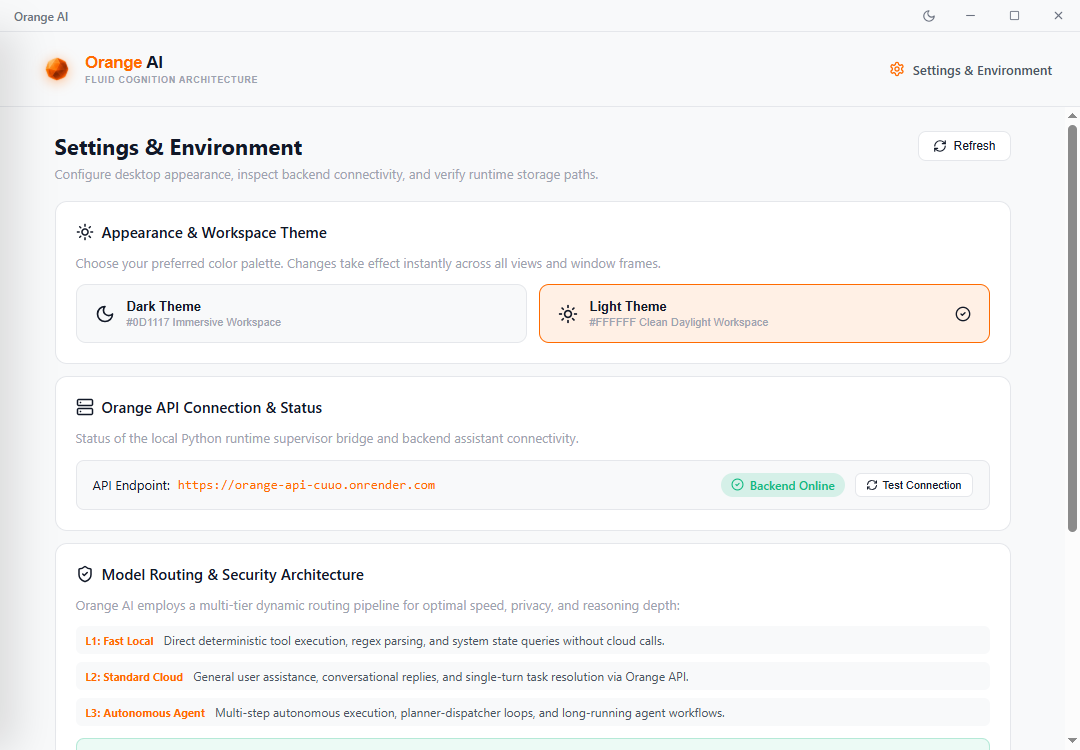 Orange AI
Orange AI
FLUID COGNITION ARCHITECTURE
Settings & Environment
Settings & Environment
Refresh
Configure desktop appearance, inspect backend connectivity, and verify runtime storage paths.
Appearance & Workspace Theme
Choose your preferred color palette. Changes take effect instantly across all views and window frames.
Dark Theme
#0D1117 Immersive Workspace
Light Theme
#FFFFFF Clean Daylight Workspace
Orange API Connection & Status
Status of the local Python runtime supervisor bridge and backend assistant connectivity.
API Endpoint: https://orange-api-cuuo.onrender.com
Backend Online
Test Connection
Model Routing & Security Architecture
Orange AI employs a multi-tier dynamic routing pipeline for optimal speed, privacy, and reasoning depth:
L1: Fast Local Direct deterministic tool execution, regex parsing, and system state queries without cloud calls.
L2: Standard Cloud General user assistance, conversational replies, and single-turn task resolution via Orange API.
L3: Autonomous Agent Multi-step autonomous execution, planner-dispatcher loops, and long-running agent workflows.